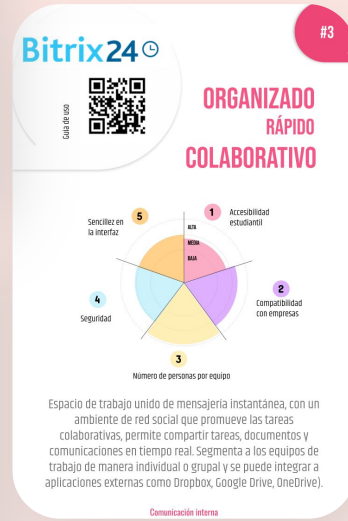 #3
Bitrix24
Guía de uso
ORGANIZADO
RÁPIDO
COLABORATIVO
5
Sencillez en
la interfaz
1
Accesibilidad
estudiantil
ALTA
MEDIA
BAJA
4
Seguridad
2
Compatibilidad
con empresas
3
Número de personas por equipo
Espacio de trabajo unido de mensajería instantánea, con un
ambiente de red social que promueve las tareas
colaborativas, permite compartir tareas, documentos y
comunicaciones en tiempo real. Segmenta a los equipos de
trabajo de manera individual o grupal y se puede integrar a
aplicaciones externas como Dropbox, Google Drive, OneDrive).
Comunicación interna